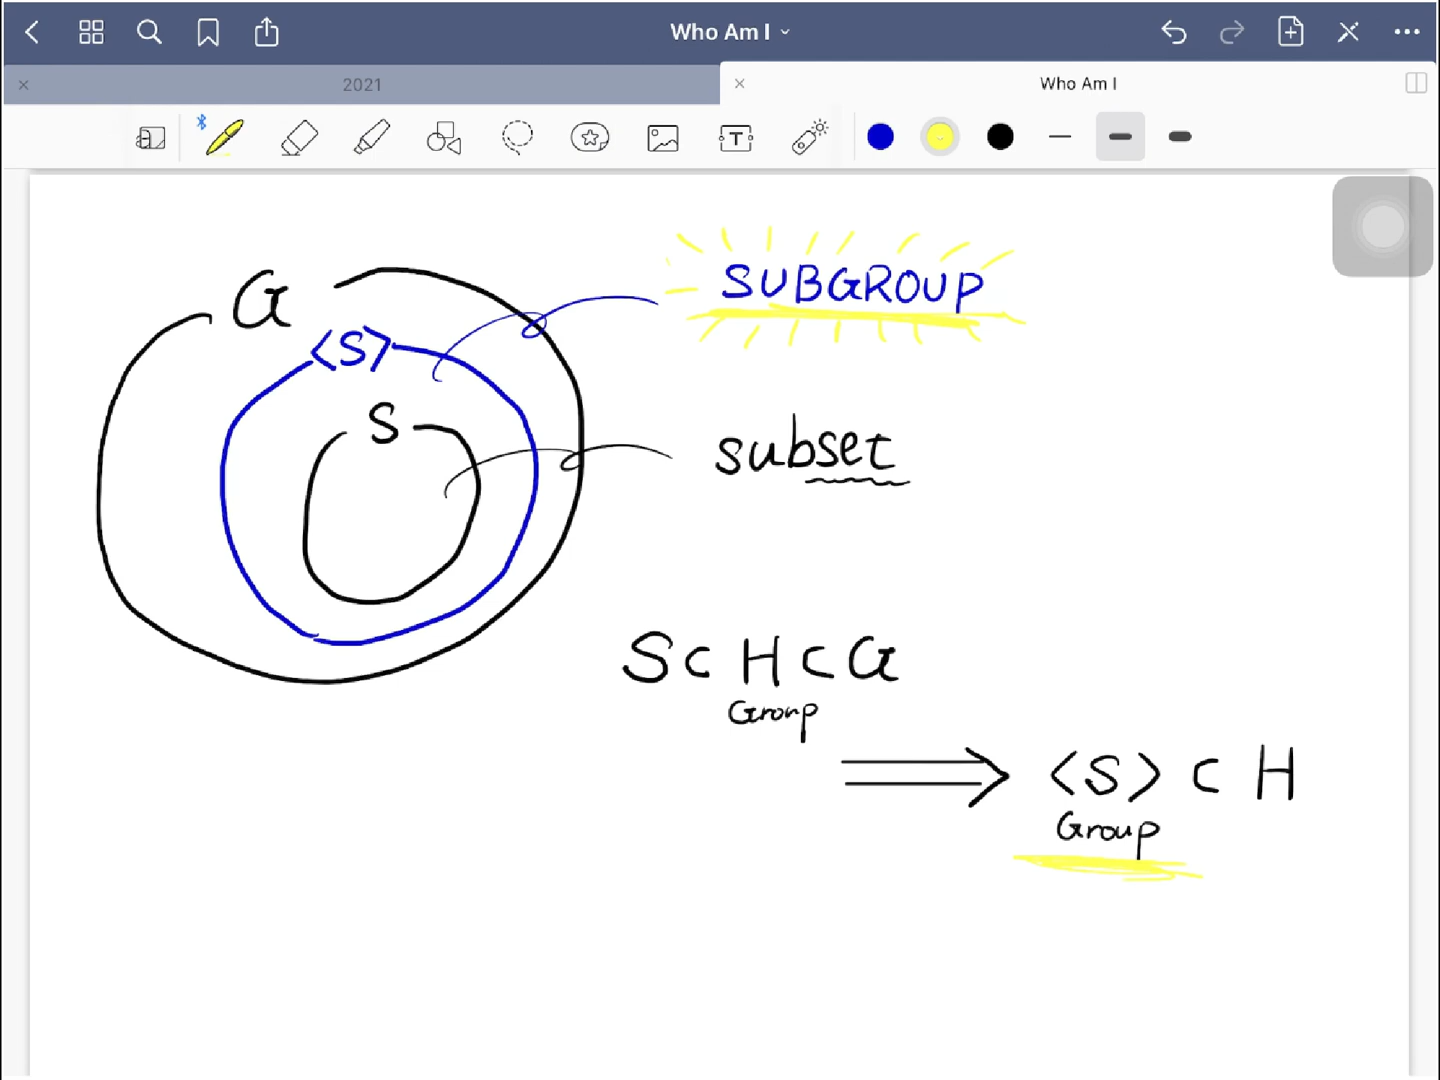 Who Am I
2021
Who Am I
T
G
<S>
S
SUBGROUP
subset
S ⊂ H ⊂ G
Group
⟹ <S> ⊂ H
Group